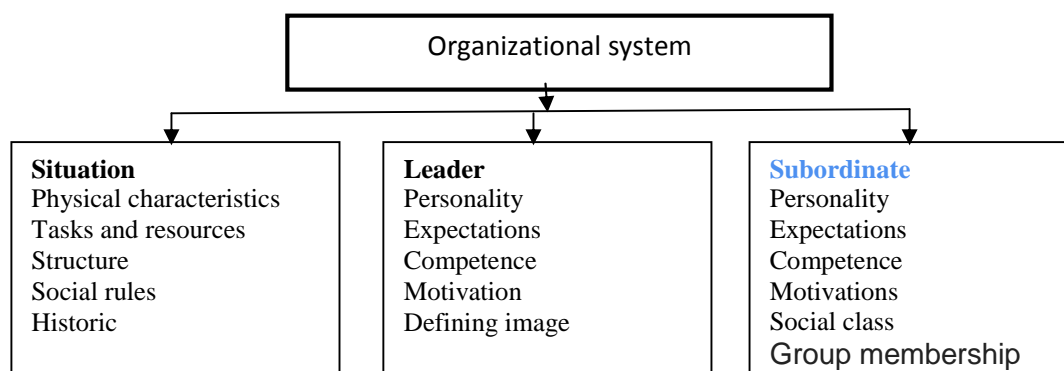 Organizational system
Situation
Physical characteristics
Tasks and resources
Structure
Social rules
Historic
Leader
Personality
Expectations
Competence
Motivation
Defining image
Subordinate
Personality
Expectations
Competence
Motivations
Social class
Group membership